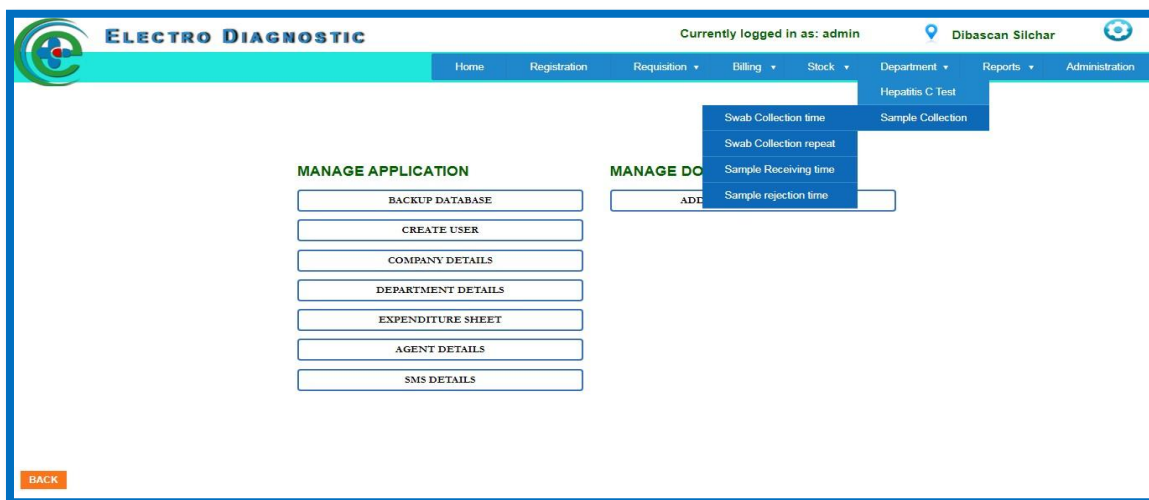 ELECTRO DIAGNOSTIC
Currently logged in as: admin
Dibascan Silchar
Home Registration Requisition Billing Stock Department Reports Administration
Hepatitis C Test
Swab Collection time Sample Collection
Swab Collection repeat
MANAGE APPLICATION MANAGE DO
Sample Receiving time
BACKUP DATABASE ADD
Sample rejection time
CREATE USER
COMPANY DETAILS
DEPARTMENT DETAILS
EXPENDITURE SHEET
AGENT DETAILS
SMS DETAILS
BACK